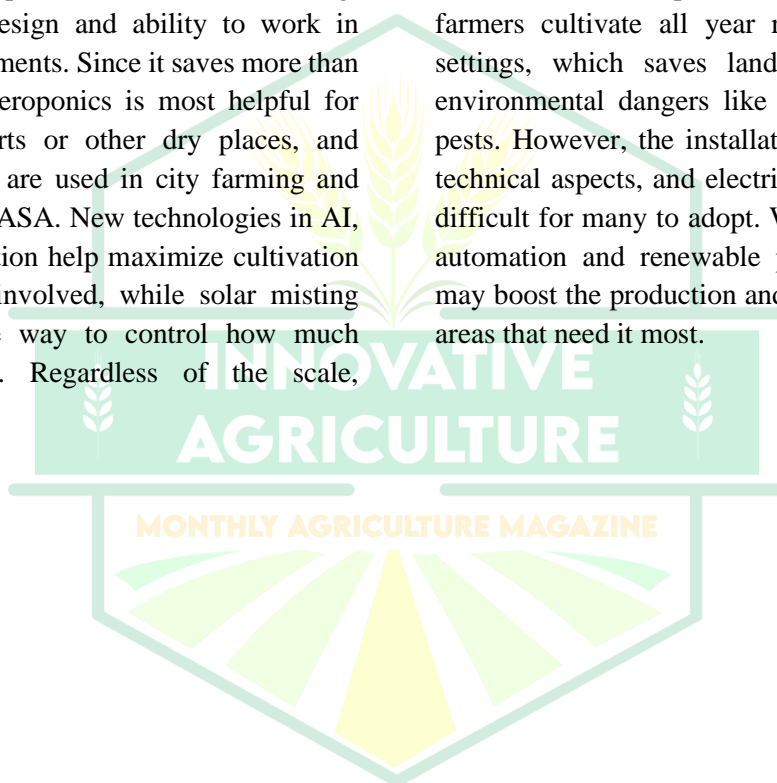 design and ability to work in
ments. Since it saves more than
eroponics is most helpful for
rts or other dry places, and
are used in city farming and
ASA. New technologies in AI,
tion help maximize cultivation
involved, while solar misting
way to control how much
. Regardless of the scale,
farmers cultivate all year
settings, which saves land
environmental dangers like
pests. However, the installat
technical aspects, and electri
difficult for many to adopt. W
automation and renewable
may boost the production and
areas that need it most.
INNOVATIVE
AGRICULTURE
MONTHLY AGRICULTURE MAGAZINE